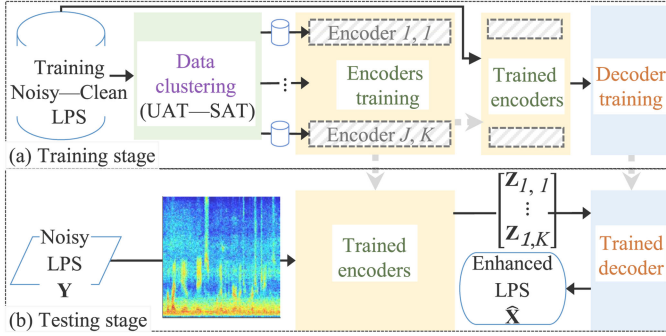 Training
Noisy—Clean
LPS
Data
clustering
(UAT—SAT)
Encoder 1, 1
⋮
Encoders
training
Encoder J, K
Trained
encoders
Decoder
training
(a) Training stage
Noisy
LPS
Y
Trained
encoders
Z1, 1
⋮
Z1,K
Enhanced
LPS
X̂
Trained
decoder
(b) Testing stage